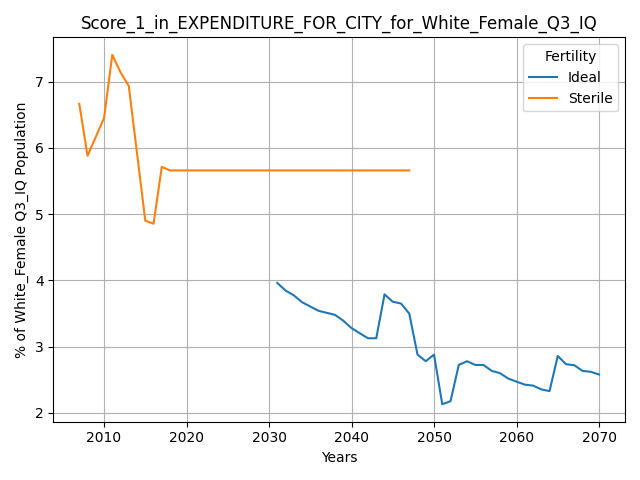 Score_1_in_EXPENDITURE_FOR_CITY_for_White_Female_Q3_IQ
% of White_Female Q3_IQ Population
7
6
5
4
3
2
Fertility
Ideal
Sterile
2010 2020 2030 2040 2050 2060 2070
Years